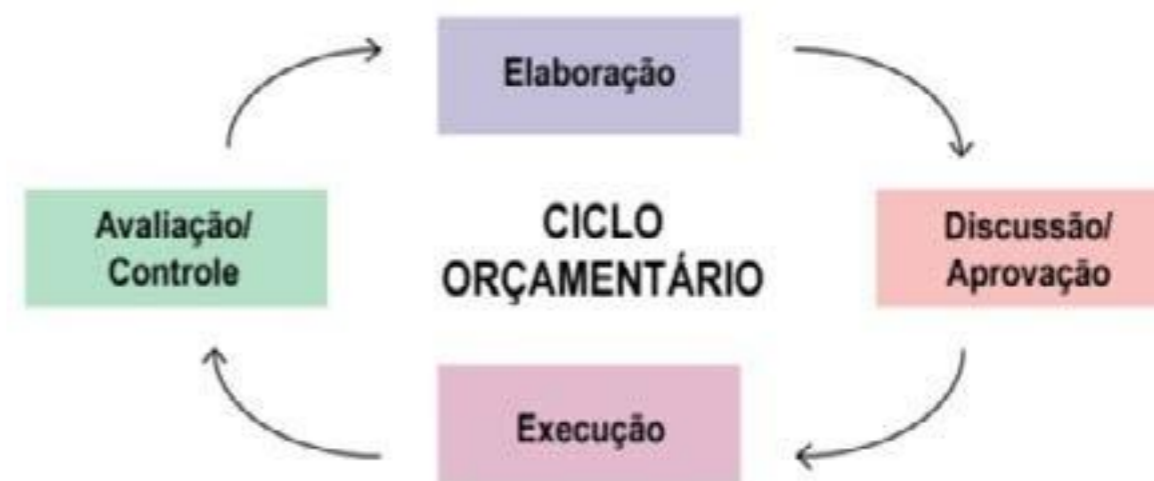 Elaboração
Avaliação/
Controle
CICLO
ORÇAMENTÁRIO
Discussão/
Aprovação
Execução